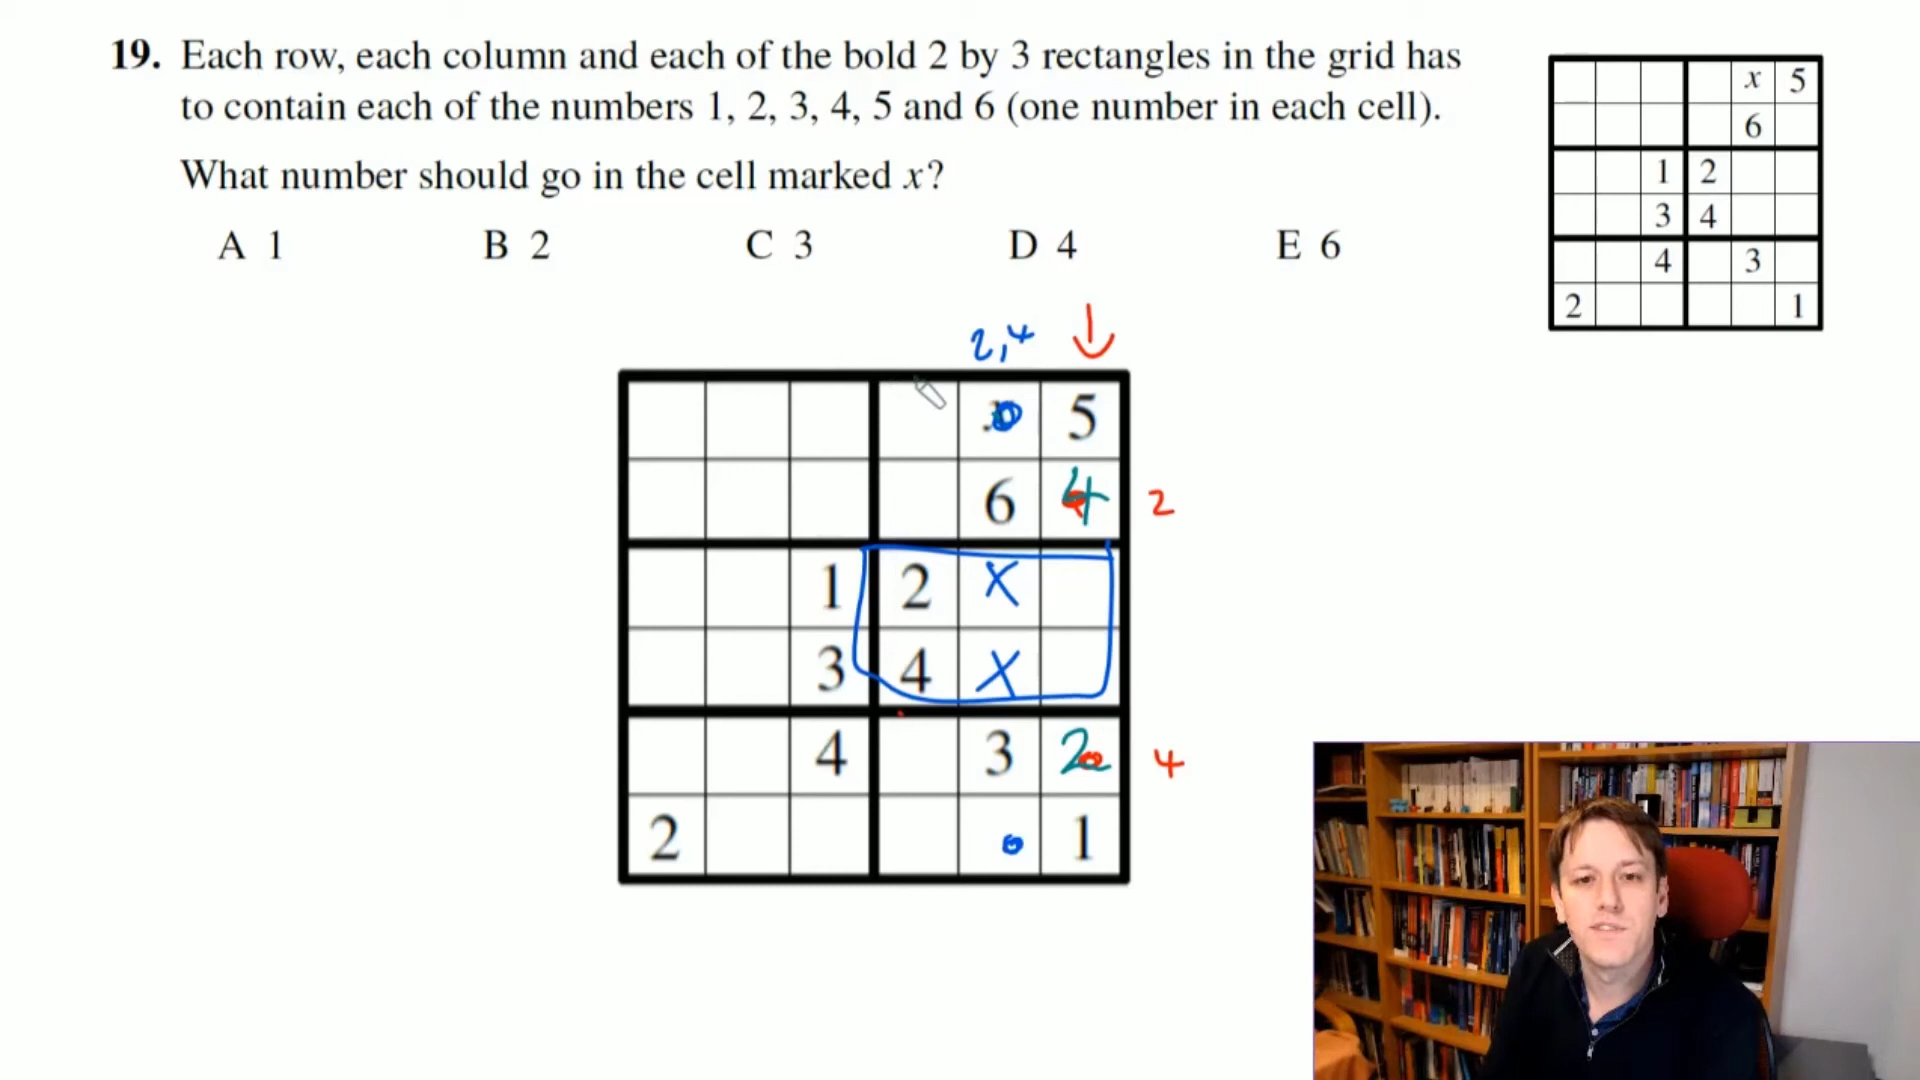 19. Each row, each column and each of the bold 2 by 3 rectangles in the grid has
to contain each of the numbers 1, 2, 3, 4, 5 and 6 (one number in each cell).
What number should go in the cell marked x?
A 1 B 2 C 3 D 4 E 6
x 5
6
1 2
3 4
4 3
2 1
2,4
5
6 4 2
1 2 X
3 4 X
4 3 2 4
2 1